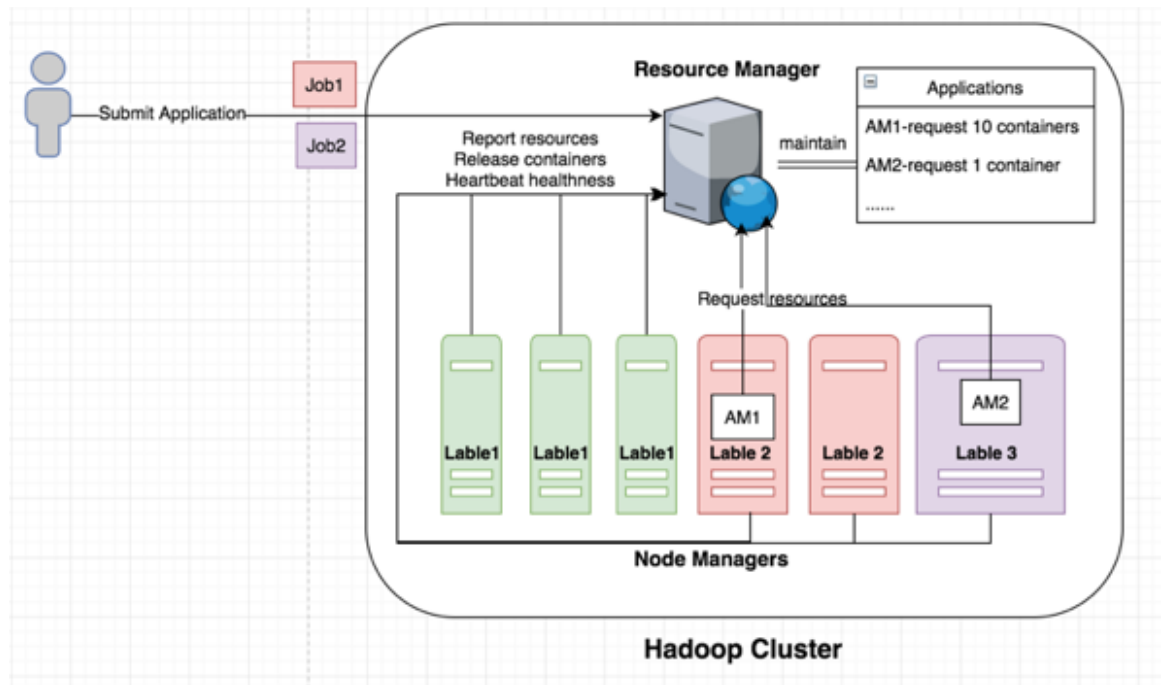 Resource Manager
Job1
Applications
Submit Application
AM1-request 10 containers
Report resources
maintain
Job2
Release containers
AM2-request 1 container
Heartbeat healthness
......
Request resources
AM1
AM2
Lable1
Lable1
Lable1
Lable 2
Lable 2
Lable 3
Node Managers
Hadoop Cluster